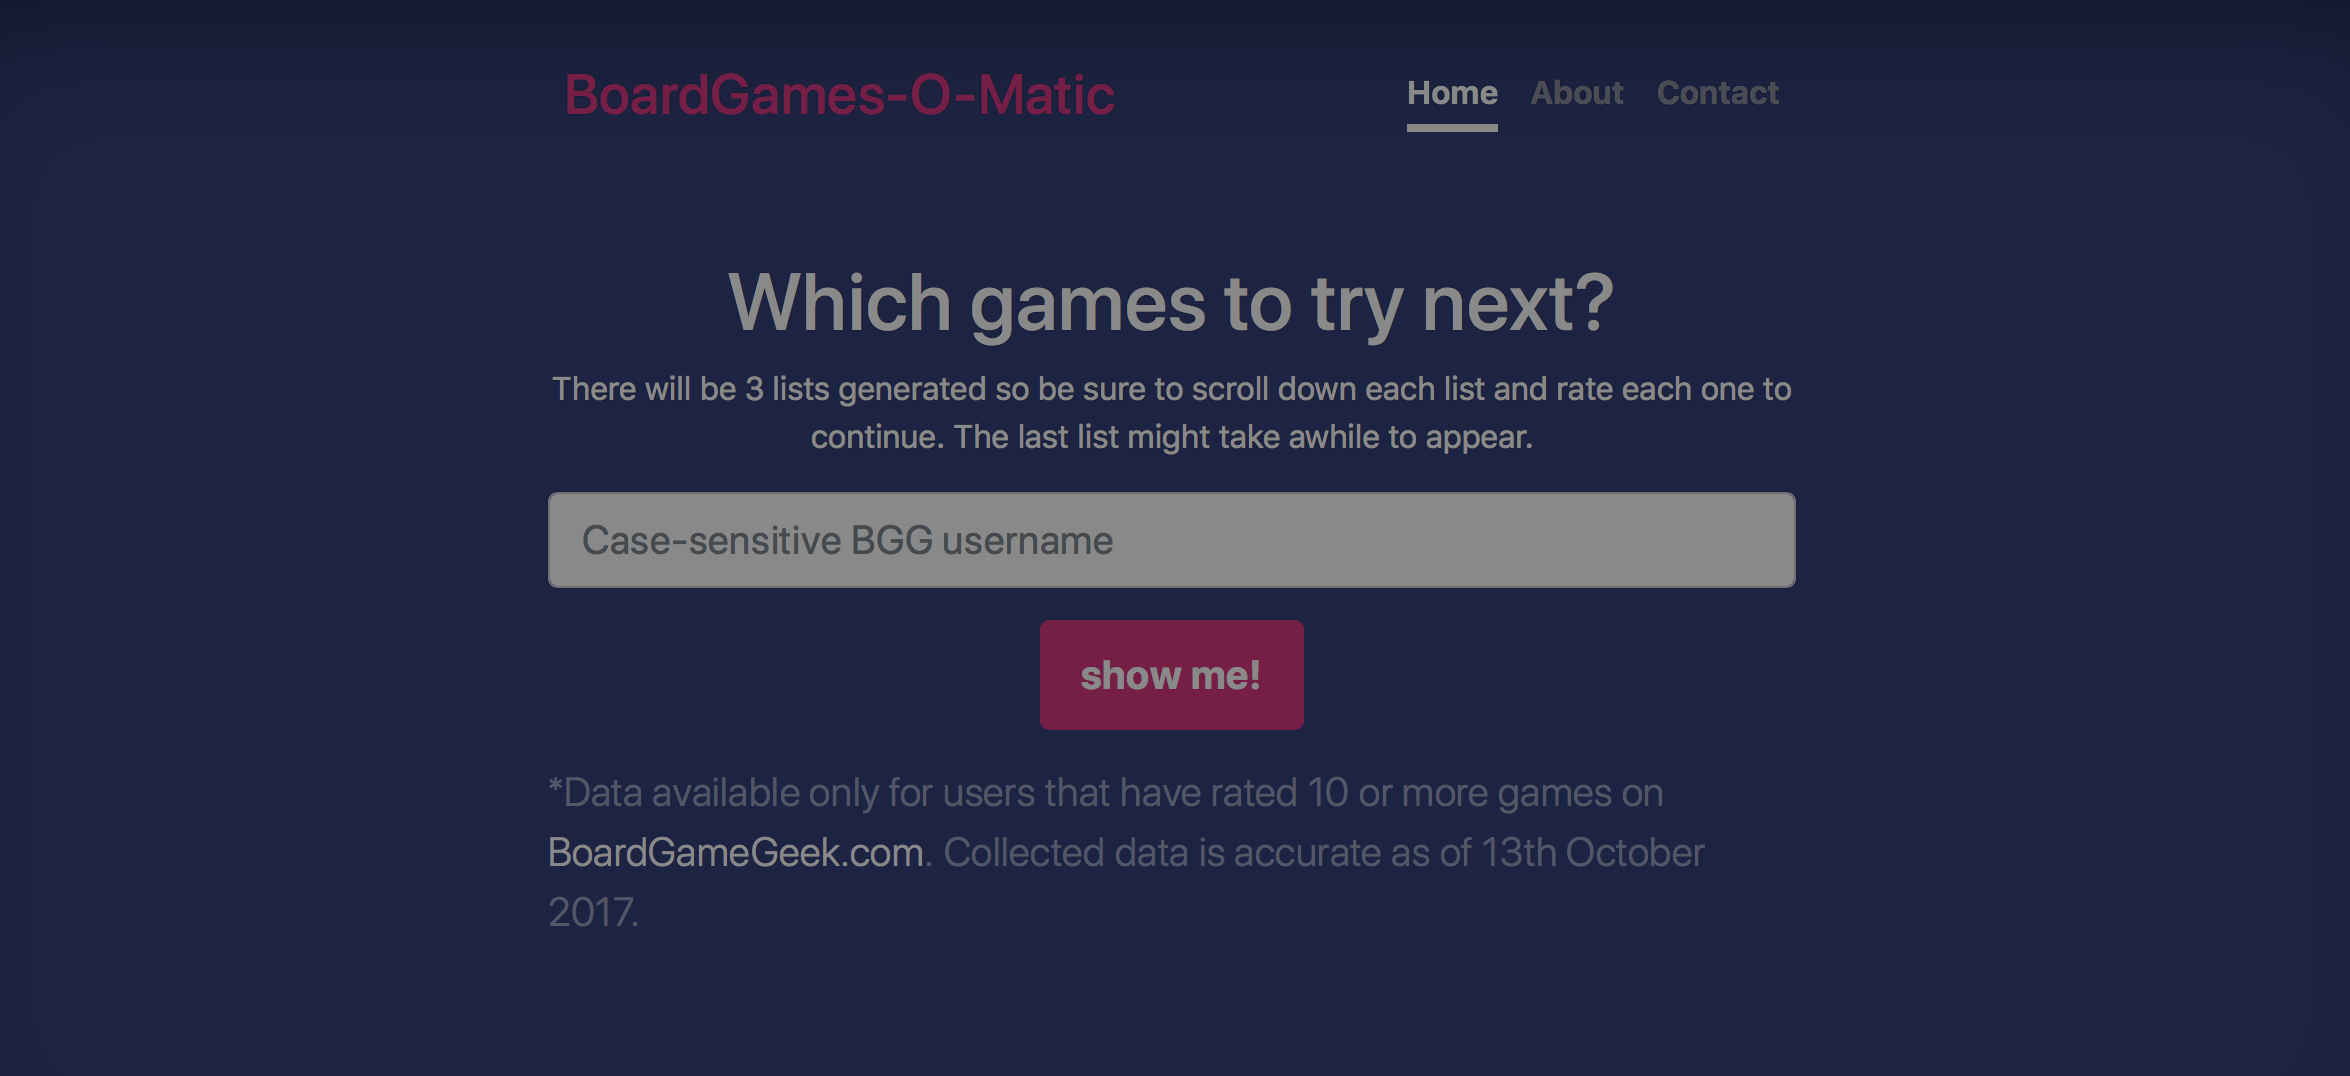 BoardGames-O-Matic
Home About Contact
Which games to try next?
There will be 3 lists generated so be sure to scroll down each list and rate each one to
continue. The last list might take awhile to appear.
Case-sensitive BGG username
show me!
*Data available only for users that have rated 10 or more games on
BoardGameGeek.com. Collected data is accurate as of 13th October
2017.